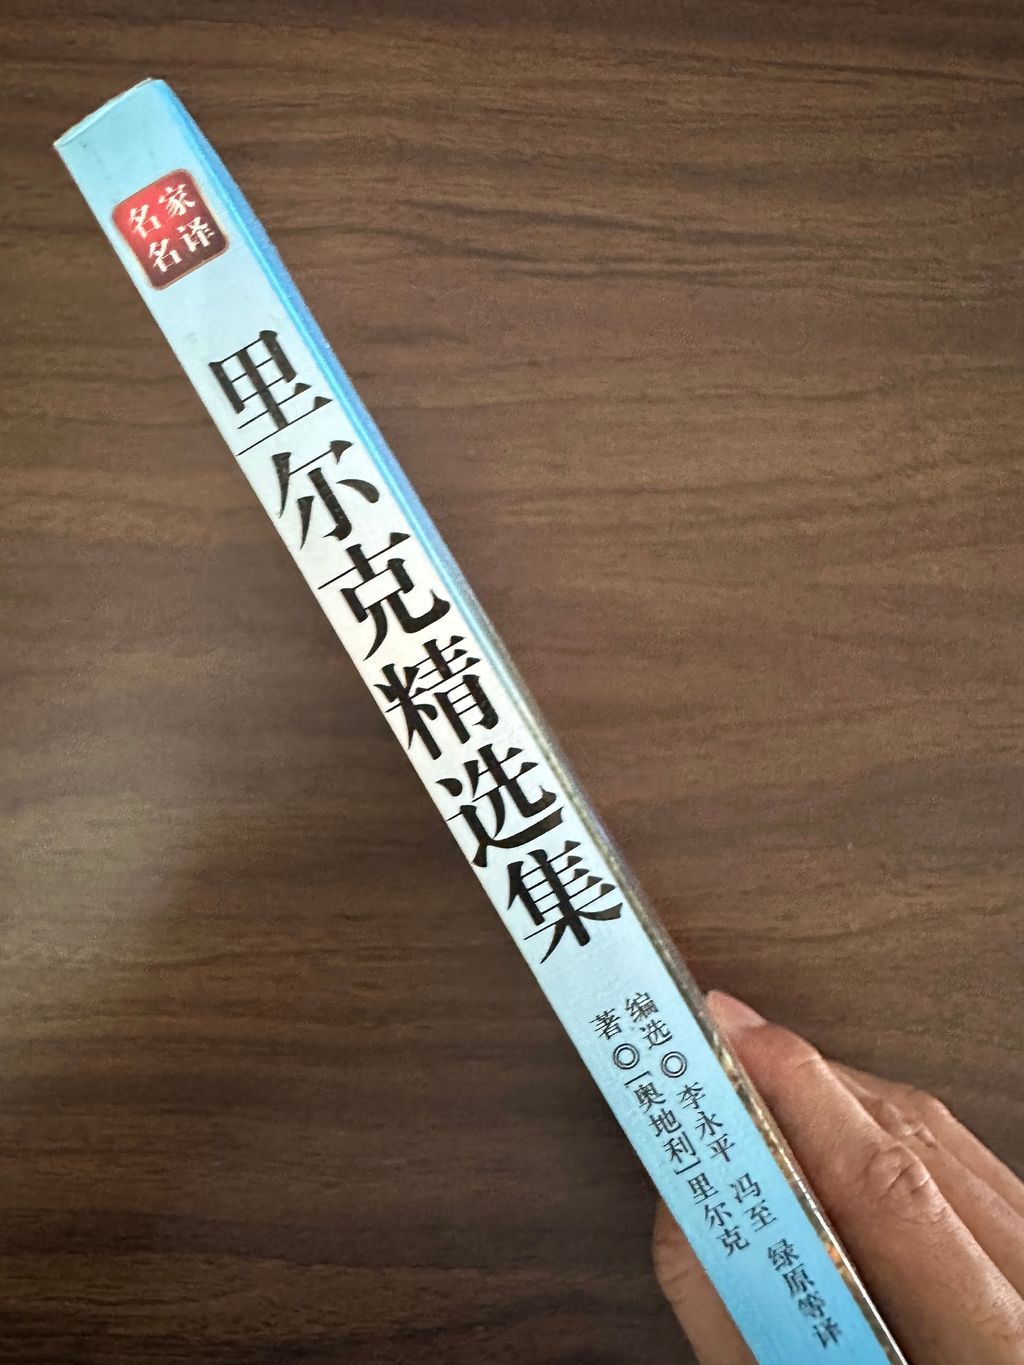 名家
名译
里尔克精选集
编选◎李永平 冯至 绿原等译
著◎[奥地利]里尔克